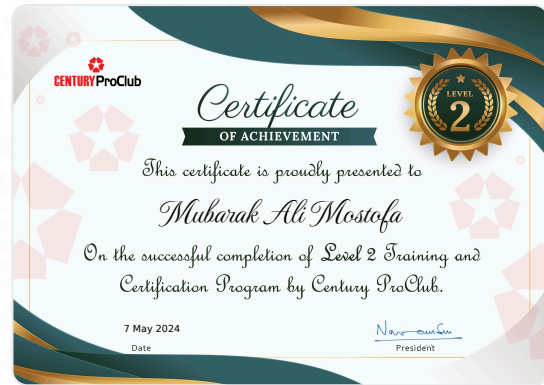 CENTURY ProClub
LEVEL
2
Certificate
OF ACHIEVEMENT
This certificate is proudly presented to
Mubarak Ali Mostofa
On the successful completion of Level 2 Training and
Certification Program by Century ProClub.
7 May 2024
Date
President